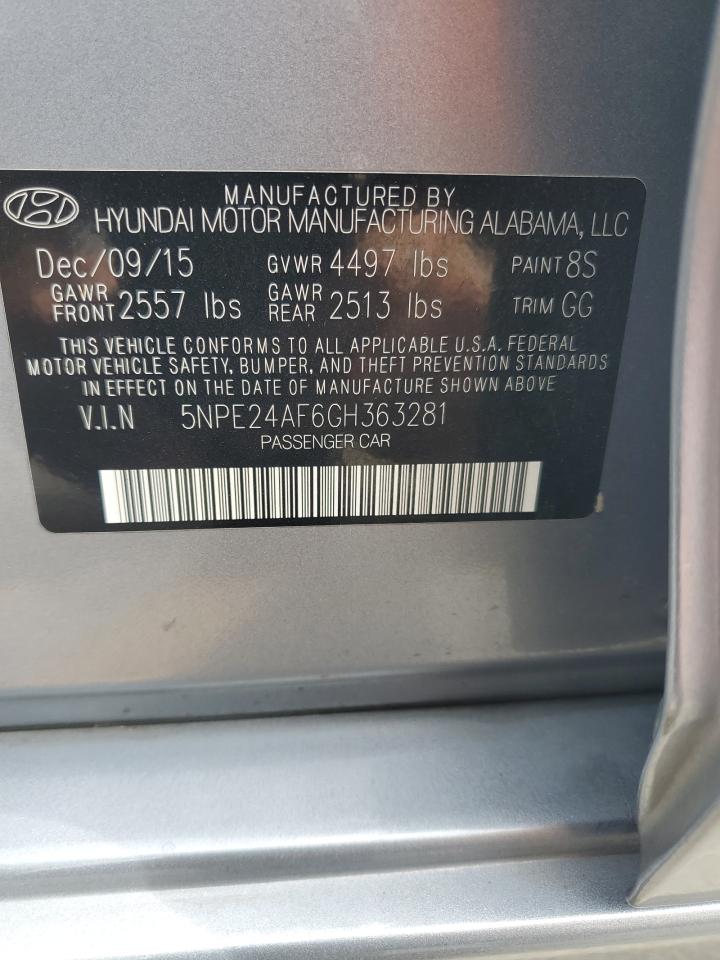 MANUFACTURED BY
HYUNDAI MOTOR MANUFACTURING ALABAMA, LLC
Dec/09/15 GVWR 4497 lbs PAINT 8S
GAWR FRONT 2557 lbs GAWR REAR 2513 lbs TRIM GG
THIS VEHICLE CONFORMS TO ALL APPLICABLE U.S.A. FEDERAL
MOTOR VEHICLE SAFETY, BUMPER, AND THEFT PREVENTION STANDARDS
IN EFFECT ON THE DATE OF MANUFACTURE SHOWN ABOVE
V.I.N 5NPE24AF6GH363281
PASSENGER CAR